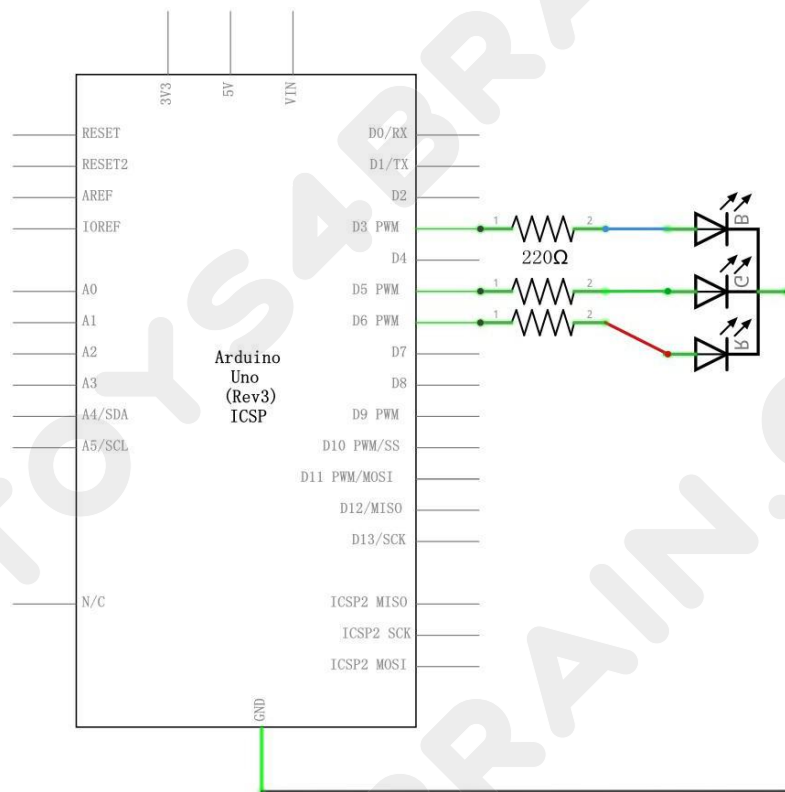 3V3
5V
VIN
RESET
RESET2
AREF
IOREF
A0
A1
A2
A3
A4/SDA
A5/SCL
N/C
Arduino
Uno
(Rev3)
ICSP
D0/RX
D1/TX
D2
D3 PWM
D4
D5 PWM
D6 PWM
D7
D8
D9 PWM
D10 PWM/SS
D11 PWM/MOSI
D12/MISO
D13/SCK
ICSP2 MISO
ICSP2 SCK
ICSP2 MOSI
GND
1 2
220Ω
1 2
1 2
B
G
R
TOYS4BRA
BRAIN.